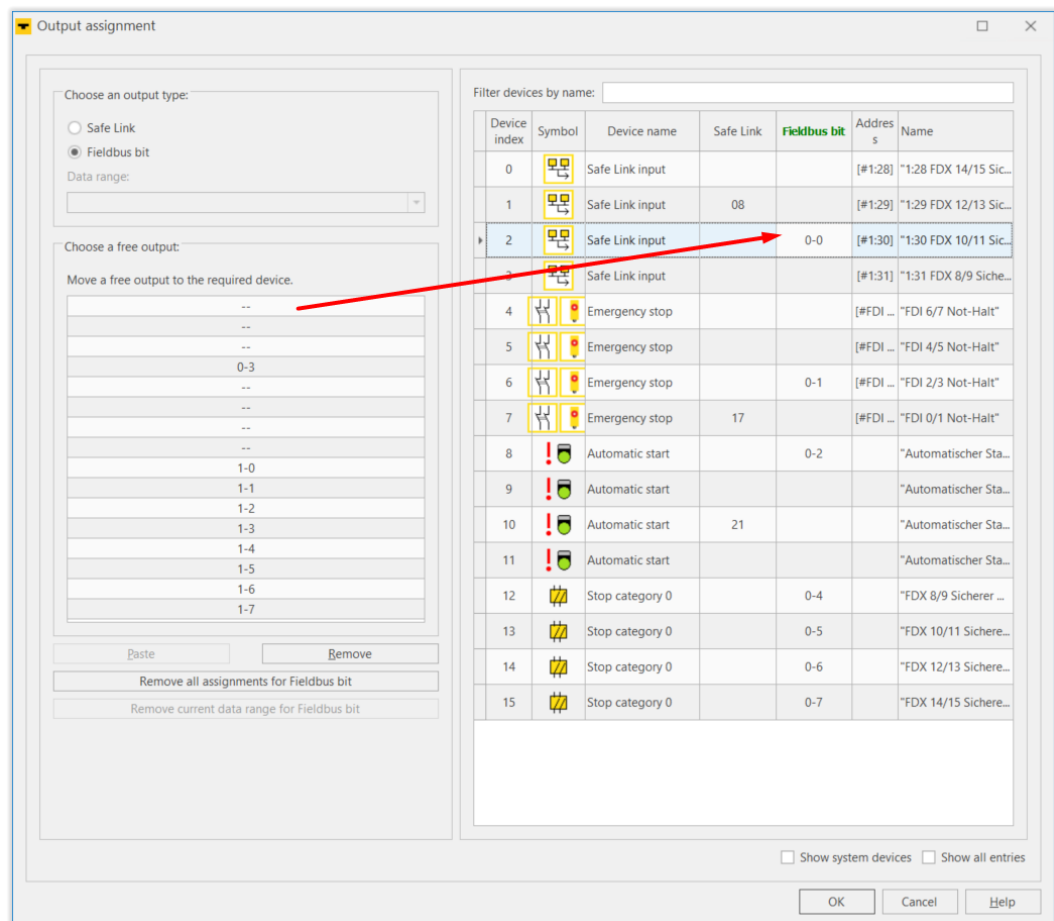 Output assignment
Choose an output type:
Safe Link
Fieldbus bit
Data range:
Choose a free output:
Move a free output to the required device.
--
--
--
0-3
--
--
--
--
1-0
1-1
1-2
1-3
1-4
1-5
1-6
1-7
Paste Remove
Remove all assignments for Fieldbus bit
Remove current data range for Fieldbus bit
Filter devices by name:
Device index Symbol Device name Safe Link Fieldbus bit Address Name
0 Safe Link input [#1:28] "1:28 FDX 14/15 Sic...
1 Safe Link input 08 [#1:29] "1:29 FDX 12/13 Sic...
2 Safe Link input 0-0 [#1:30] "1:30 FDX 10/11 Sic...
3 Safe Link input [#1:31] "1:31 FDX 8/9 Siche...
4 Emergency stop [#FDI ... "FDI 6/7 Not-Halt"
5 Emergency stop [#FDI ... "FDI 4/5 Not-Halt"
6 Emergency stop 0-1 [#FDI ... "FDI 2/3 Not-Halt"
7 Emergency stop 17 [#FDI ... "FDI 0/1 Not-Halt"
8 Automatic start 0-2 "Automatischer Sta...
9 Automatic start "Automatischer Sta...
10 Automatic start 21 "Automatischer Sta...
11 Automatic start "Automatischer Sta...
12 Stop category 0 0-4 "FDX 8/9 Sicherer ...
13 Stop category 0 0-5 "FDX 10/11 Sichere...
14 Stop category 0 0-6 "FDX 12/13 Sichere...
15 Stop category 0 0-7 "FDX 14/15 Sichere...
Show system devices Show all entries
OK Cancel Help